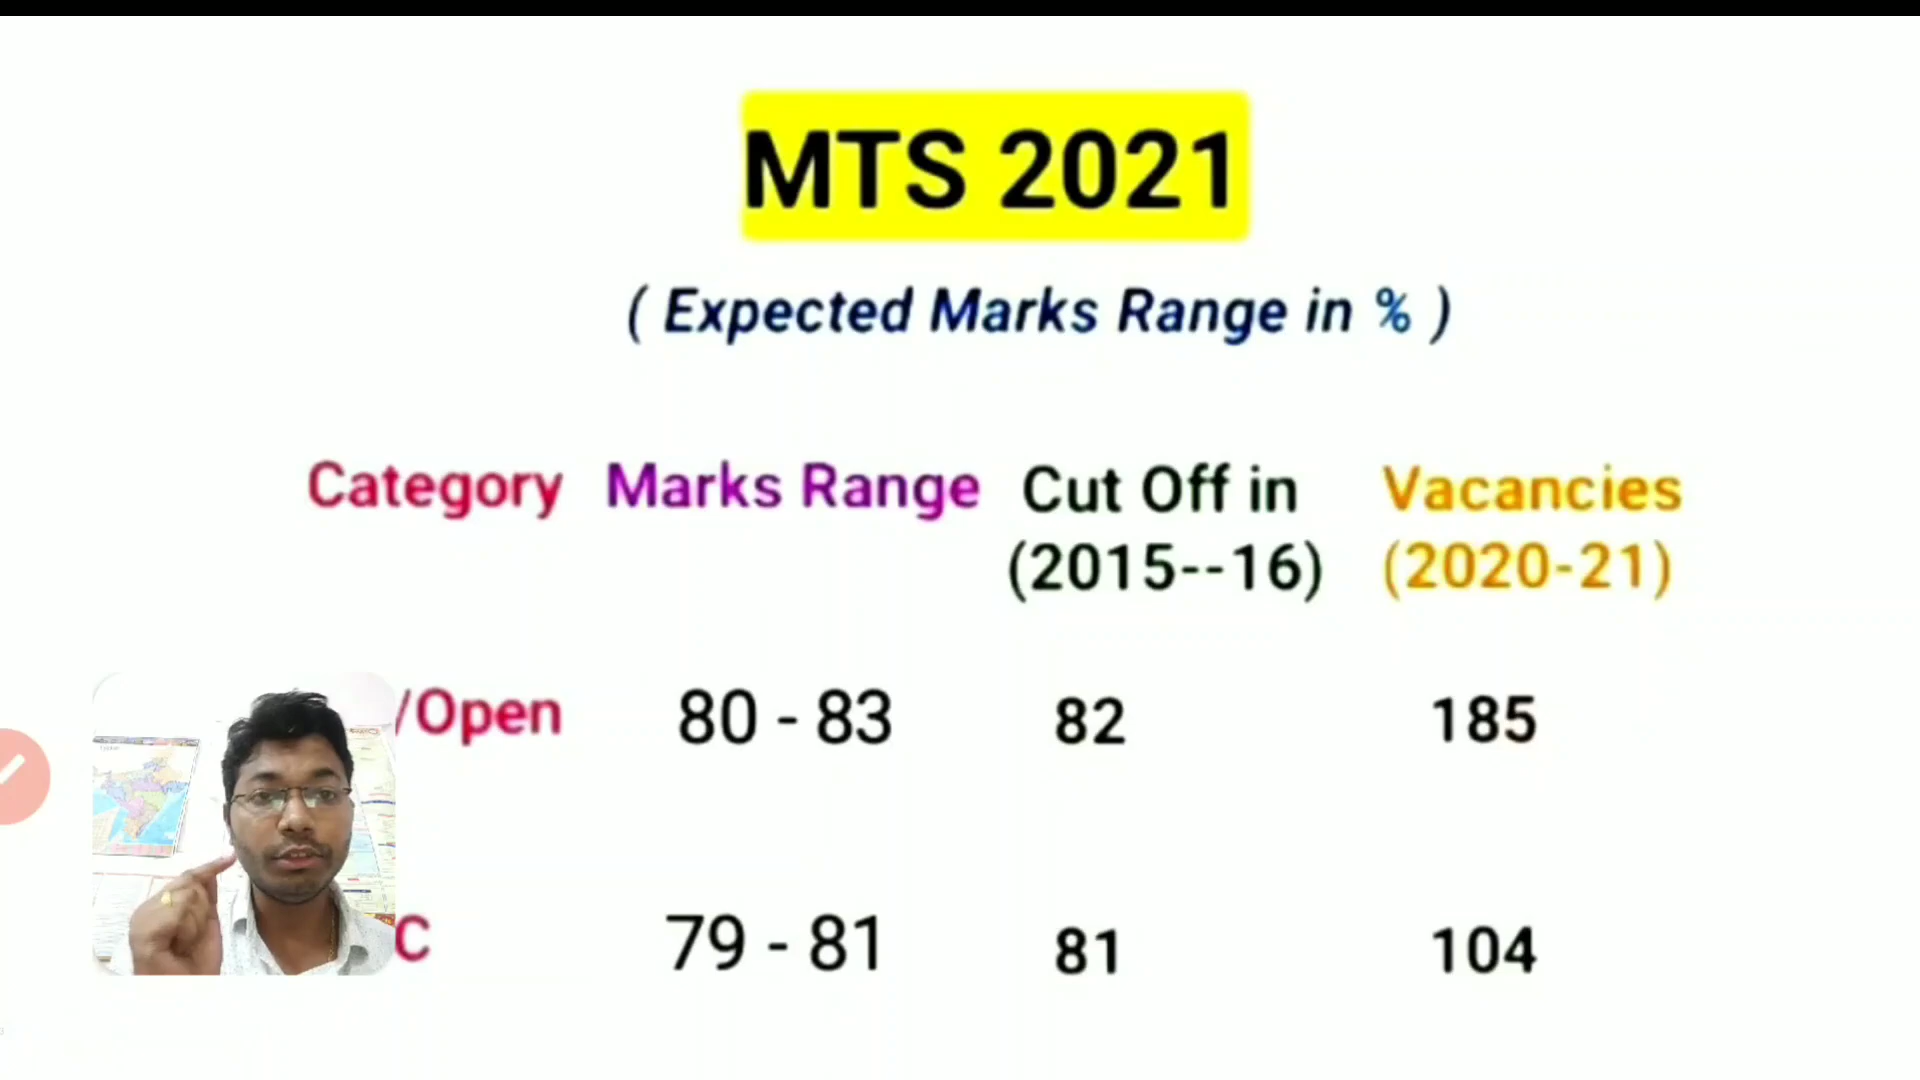 MTS 2021
( Expected Marks Range in % )
Category Marks Range Cut Off in Vacancies
(2015--16) (2020-21)
/Open 80 - 83 82 185
C 79 - 81 81 104